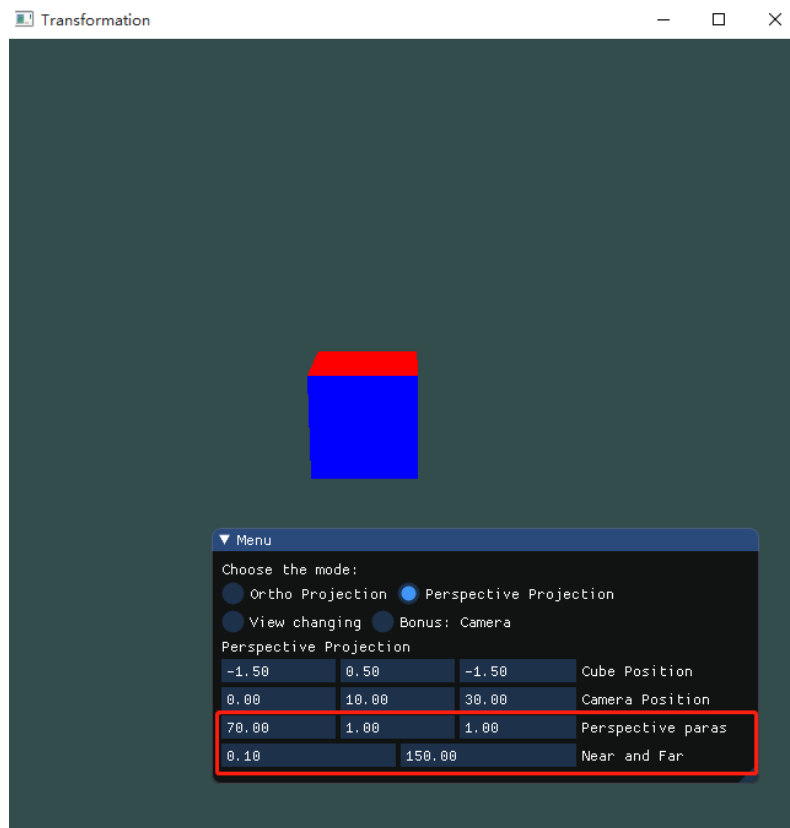 Transformation
Menu
Choose the mode:
Ortho Projection Perspective Projection
View changing Bonus: Camera
Perspective Projection
-1.50 0.50 -1.50 Cube Position
0.00 10.00 30.00 Camera Position
70.00 1.00 1.00 Perspective paras
0.10 150.00 Near and Far